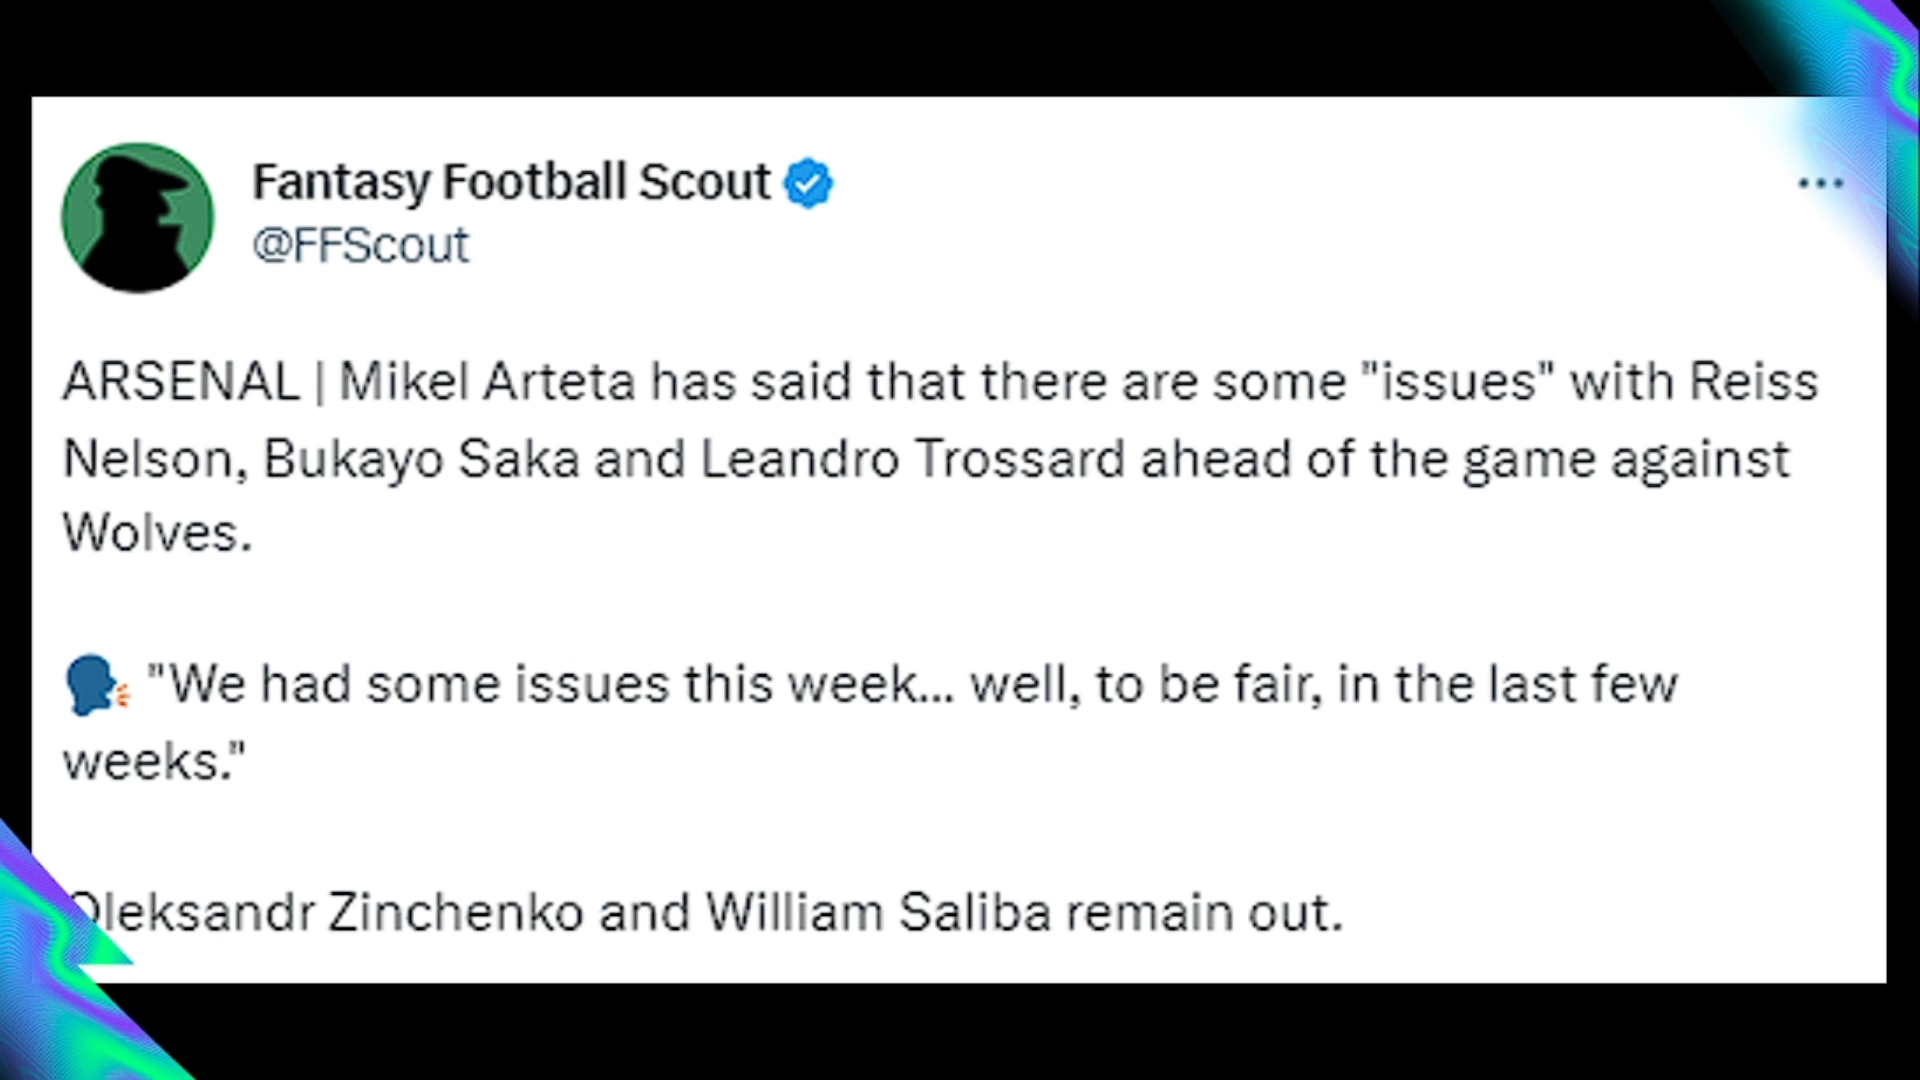 Fantasy Football Scout
@FFScout
ARSENAL | Mikel Arteta has said that there are some "issues" with Reiss
Nelson, Bukayo Saka and Leandro Trossard ahead of the game against
Wolves.
"We had some issues this week... well, to be fair, in the last few
weeks."
Oleksandr Zinchenko and William Saliba remain out.